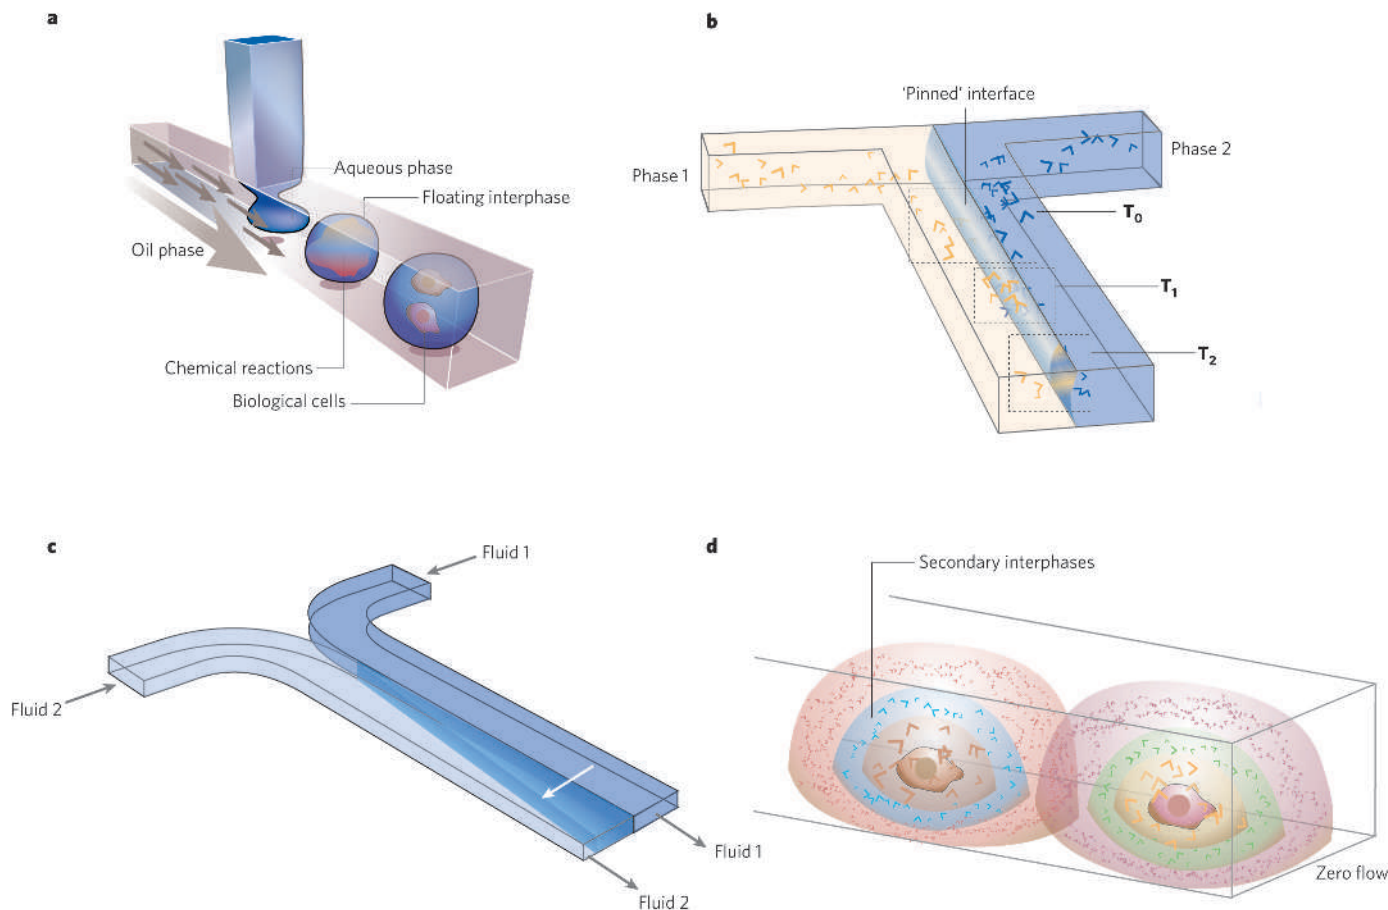 a
Aqueous phase
Floating interphase
Oil phase
Chemical reactions
Biological cells
b
'Pinned' interface
Phase 1
Phase 2
T0
T1
T2
c
Fluid 1
Fluid 2
Fluid 1
Fluid 2
d
Secondary interphases
Zero flow